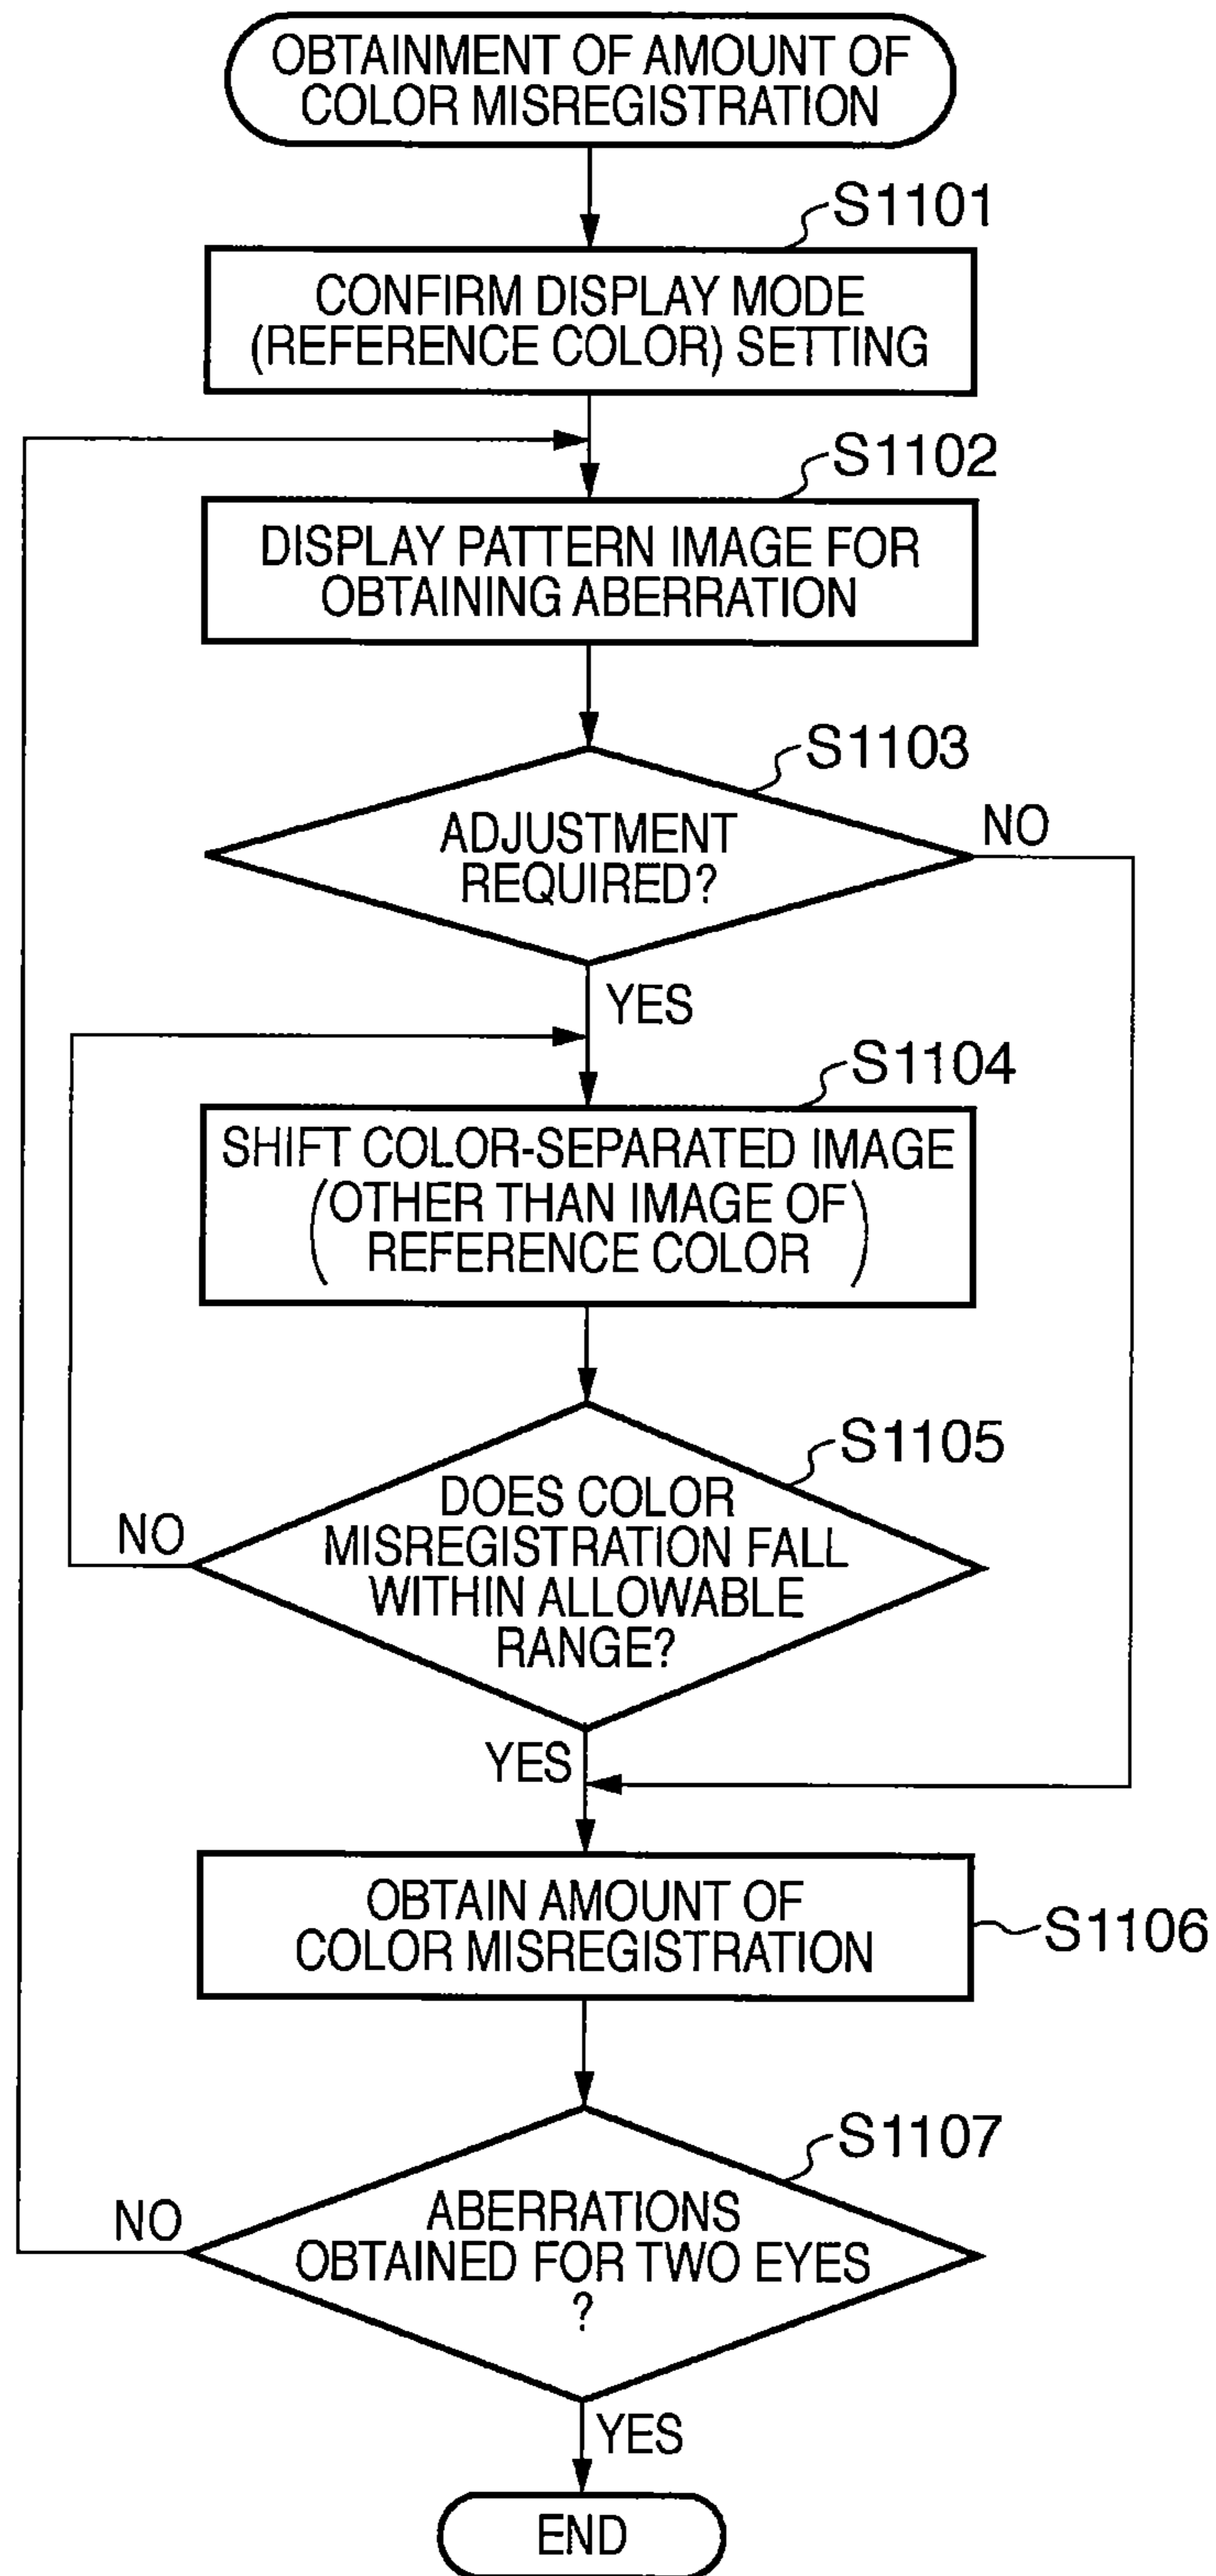 OBTAINMENT OF AMOUNT OF
COLOR MISREGISTRATION
S1101
CONFIRM DISPLAY MODE
(REFERENCE COLOR) SETTING
S1102
DISPLAY PATTERN IMAGE FOR
OBTAINING ABERRATION
S1103
ADJUSTMENT
REQUIRED?
NO
YES
S1104
SHIFT COLOR-SEPARATED IMAGE
(OTHER THAN IMAGE OF
REFERENCE COLOR)
S1105
DOES COLOR
MISREGISTRATION FALL
WITHIN ALLOWABLE
RANGE?
NO
YES
OBTAIN AMOUNT OF
COLOR MISREGISTRATION
S1106
S1107
ABERRATIONS
OBTAINED FOR TWO EYES
?
NO
YES
END